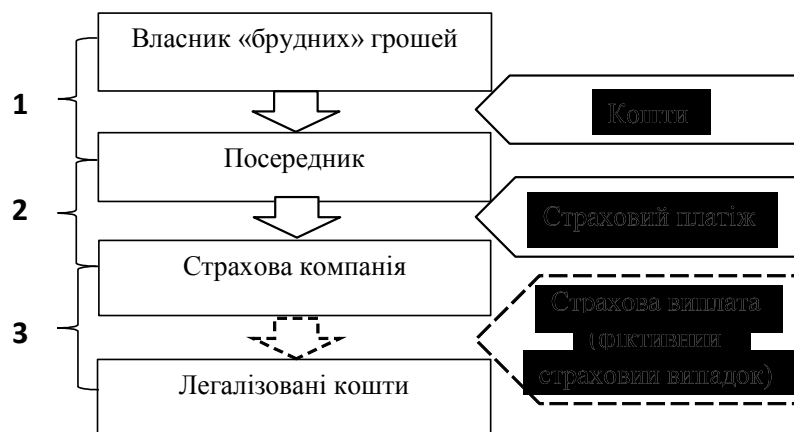 Власник «брудних» грошей
1
Кошти
Посередник
2
Страховий платіж
Страхова компанія
Страхова виплата
(фіктивний
страховий випадок)
3
Легалізовані кошти